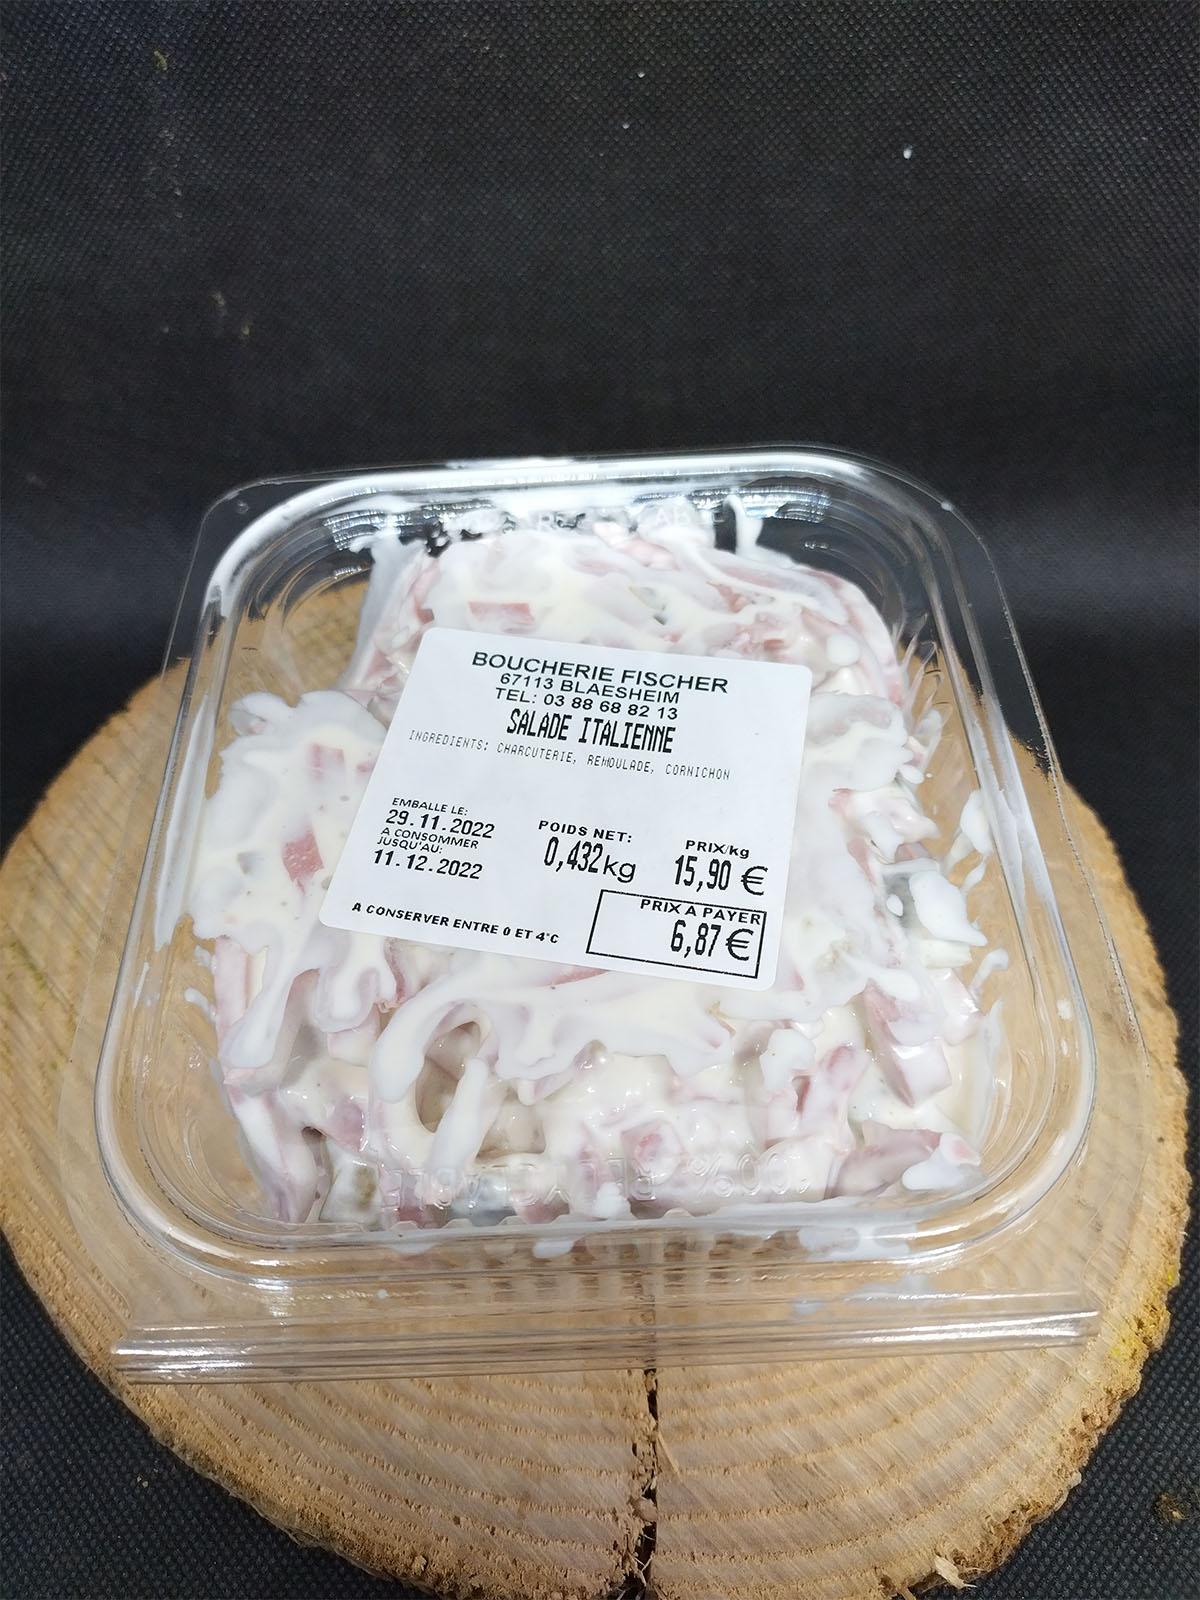 BOUCHERIE FISCHER
67113 BLAESHEIM
TEL: 03 88 68 82 13
SALADE ITALIENNE
INGREDIENTS: CHARCUTERIE, REMOULADE, CORNICHON
EMBALLE LE:
29.11.2022
A CONSOMMER
JUSQU'AU:
11.12.2022
POIDS NET:
0,432kg
PRIX/kg
15,90 €
A CONSERVER ENTRE 0 ET 4°C
PRIX A PAYER
6,87 €